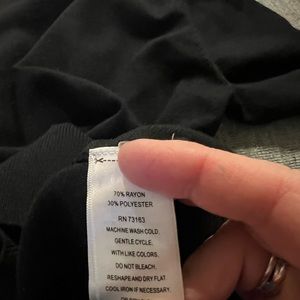 70% RAYON
30% POLYESTER
RN 73163
MACHINE WASH COLD
GENTLE CYCLE,
WITH LIKE COLORS.
DO NOT BLEACH.
RESHAPE AND DRY FLAT.
COOL IRON IF NECESSARY.